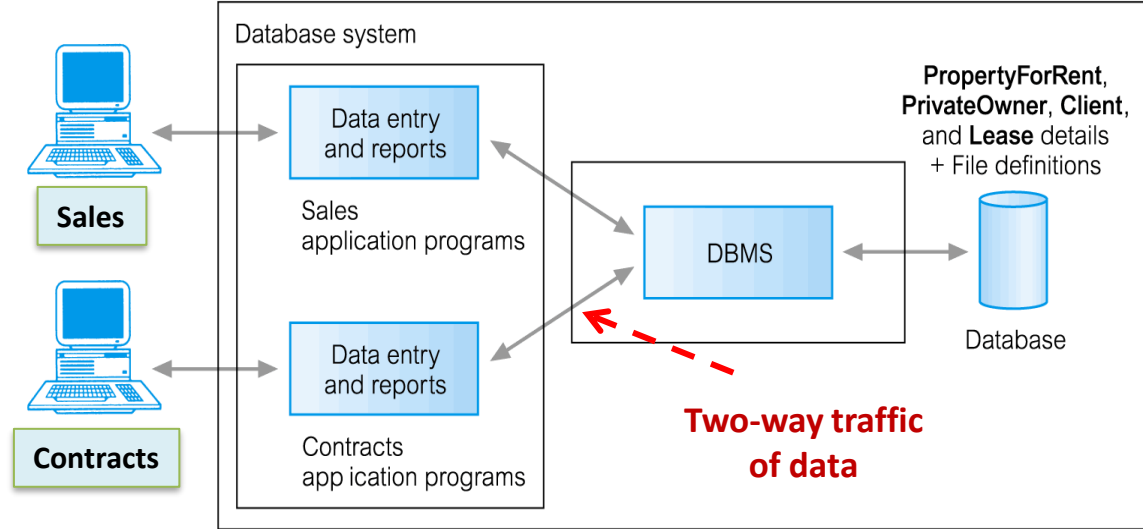 Database system
Sales
Data entry
and reports
Sales
application programs
Contracts
Data entry
and reports
Contracts
app ication programs
DBMS
Two-way traffic
of data
PropertyForRent,
PrivateOwner, Client,
and Lease details
+ File definitions
Database